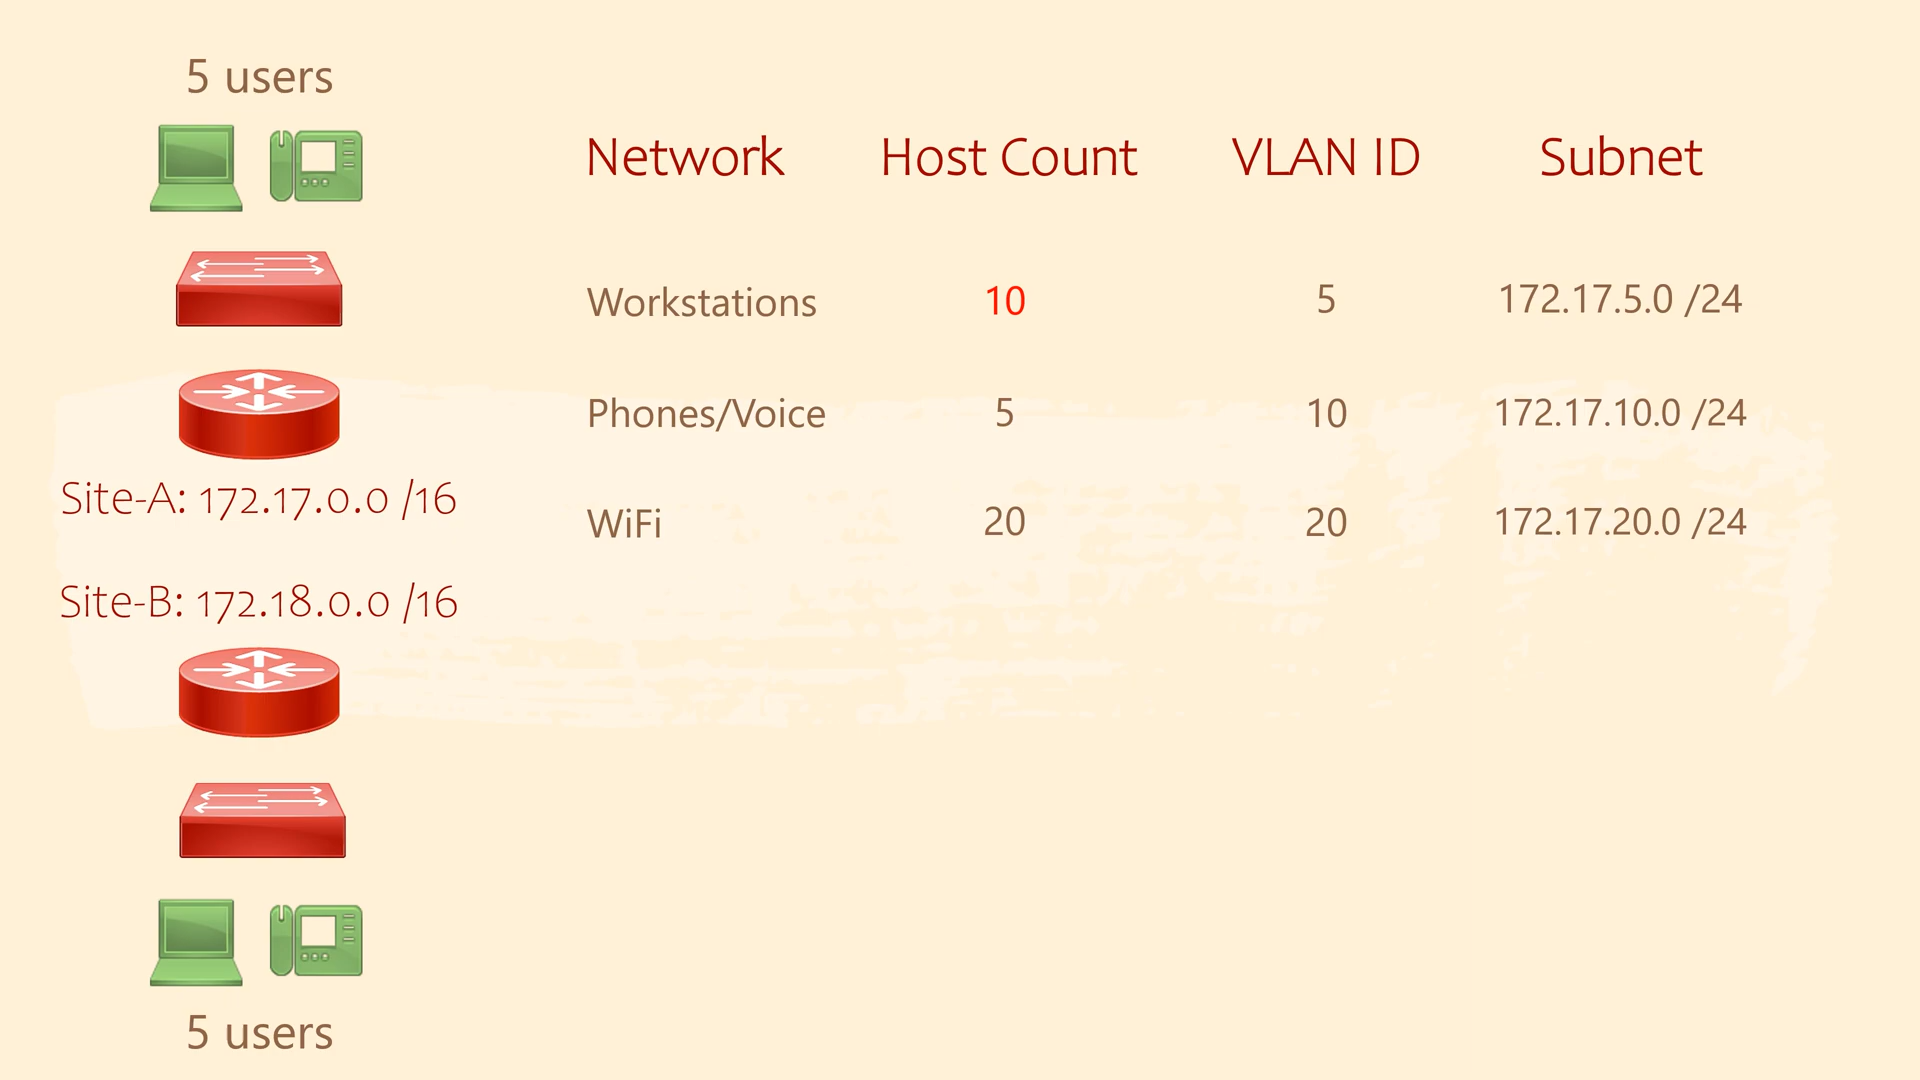 5 users
Network Host Count VLAN ID Subnet
Workstations 10 5 172.17.5.0 /24
Phones/Voice 5 10 172.17.10.0 /24
Site-A: 172.17.0.0 /16
WiFi 20 20 172.17.20.0 /24
Site-B: 172.18.0.0 /16
5 users